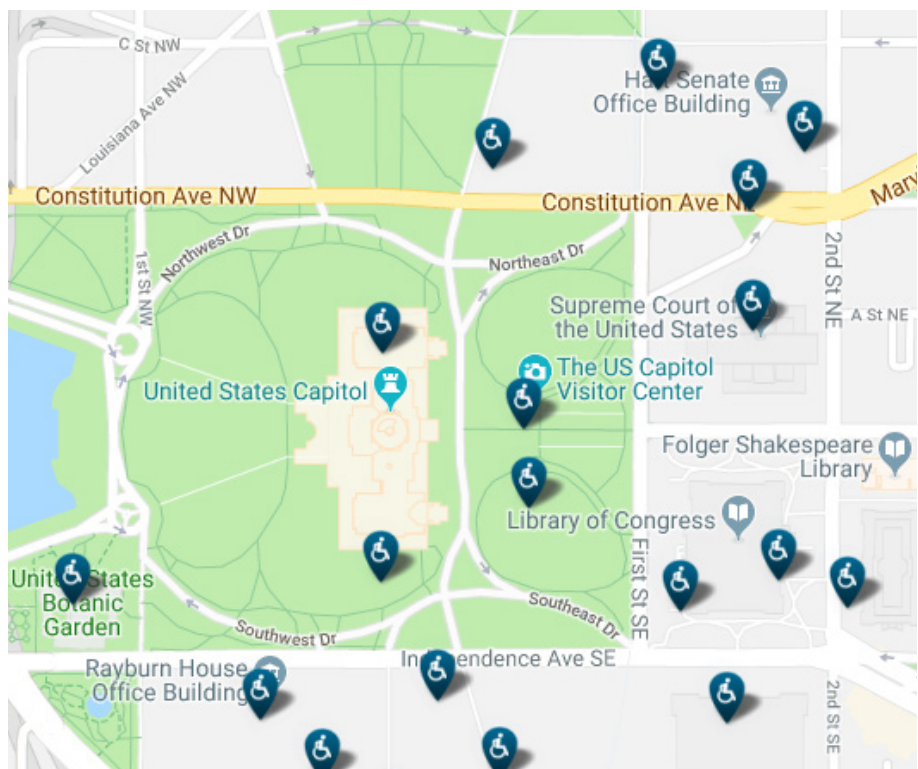 C St NW
Louisiana Ave NW
Hart Senate
Office Building
Constitution Ave NW
Constitution Ave NE
Northwest Dr
Northeast Dr
1st St NW
2nd St NE
Supreme Court of
the United States
A St NE
United States Capitol
The US Capitol
Visitor Center
Folger Shakespeare
Library
Library of Congress
First St SE
United States
Botanic
Garden
Southwest Dr
Southeast Dr
Independence Ave SE
Rayburn House
Office Building
2nd St SE